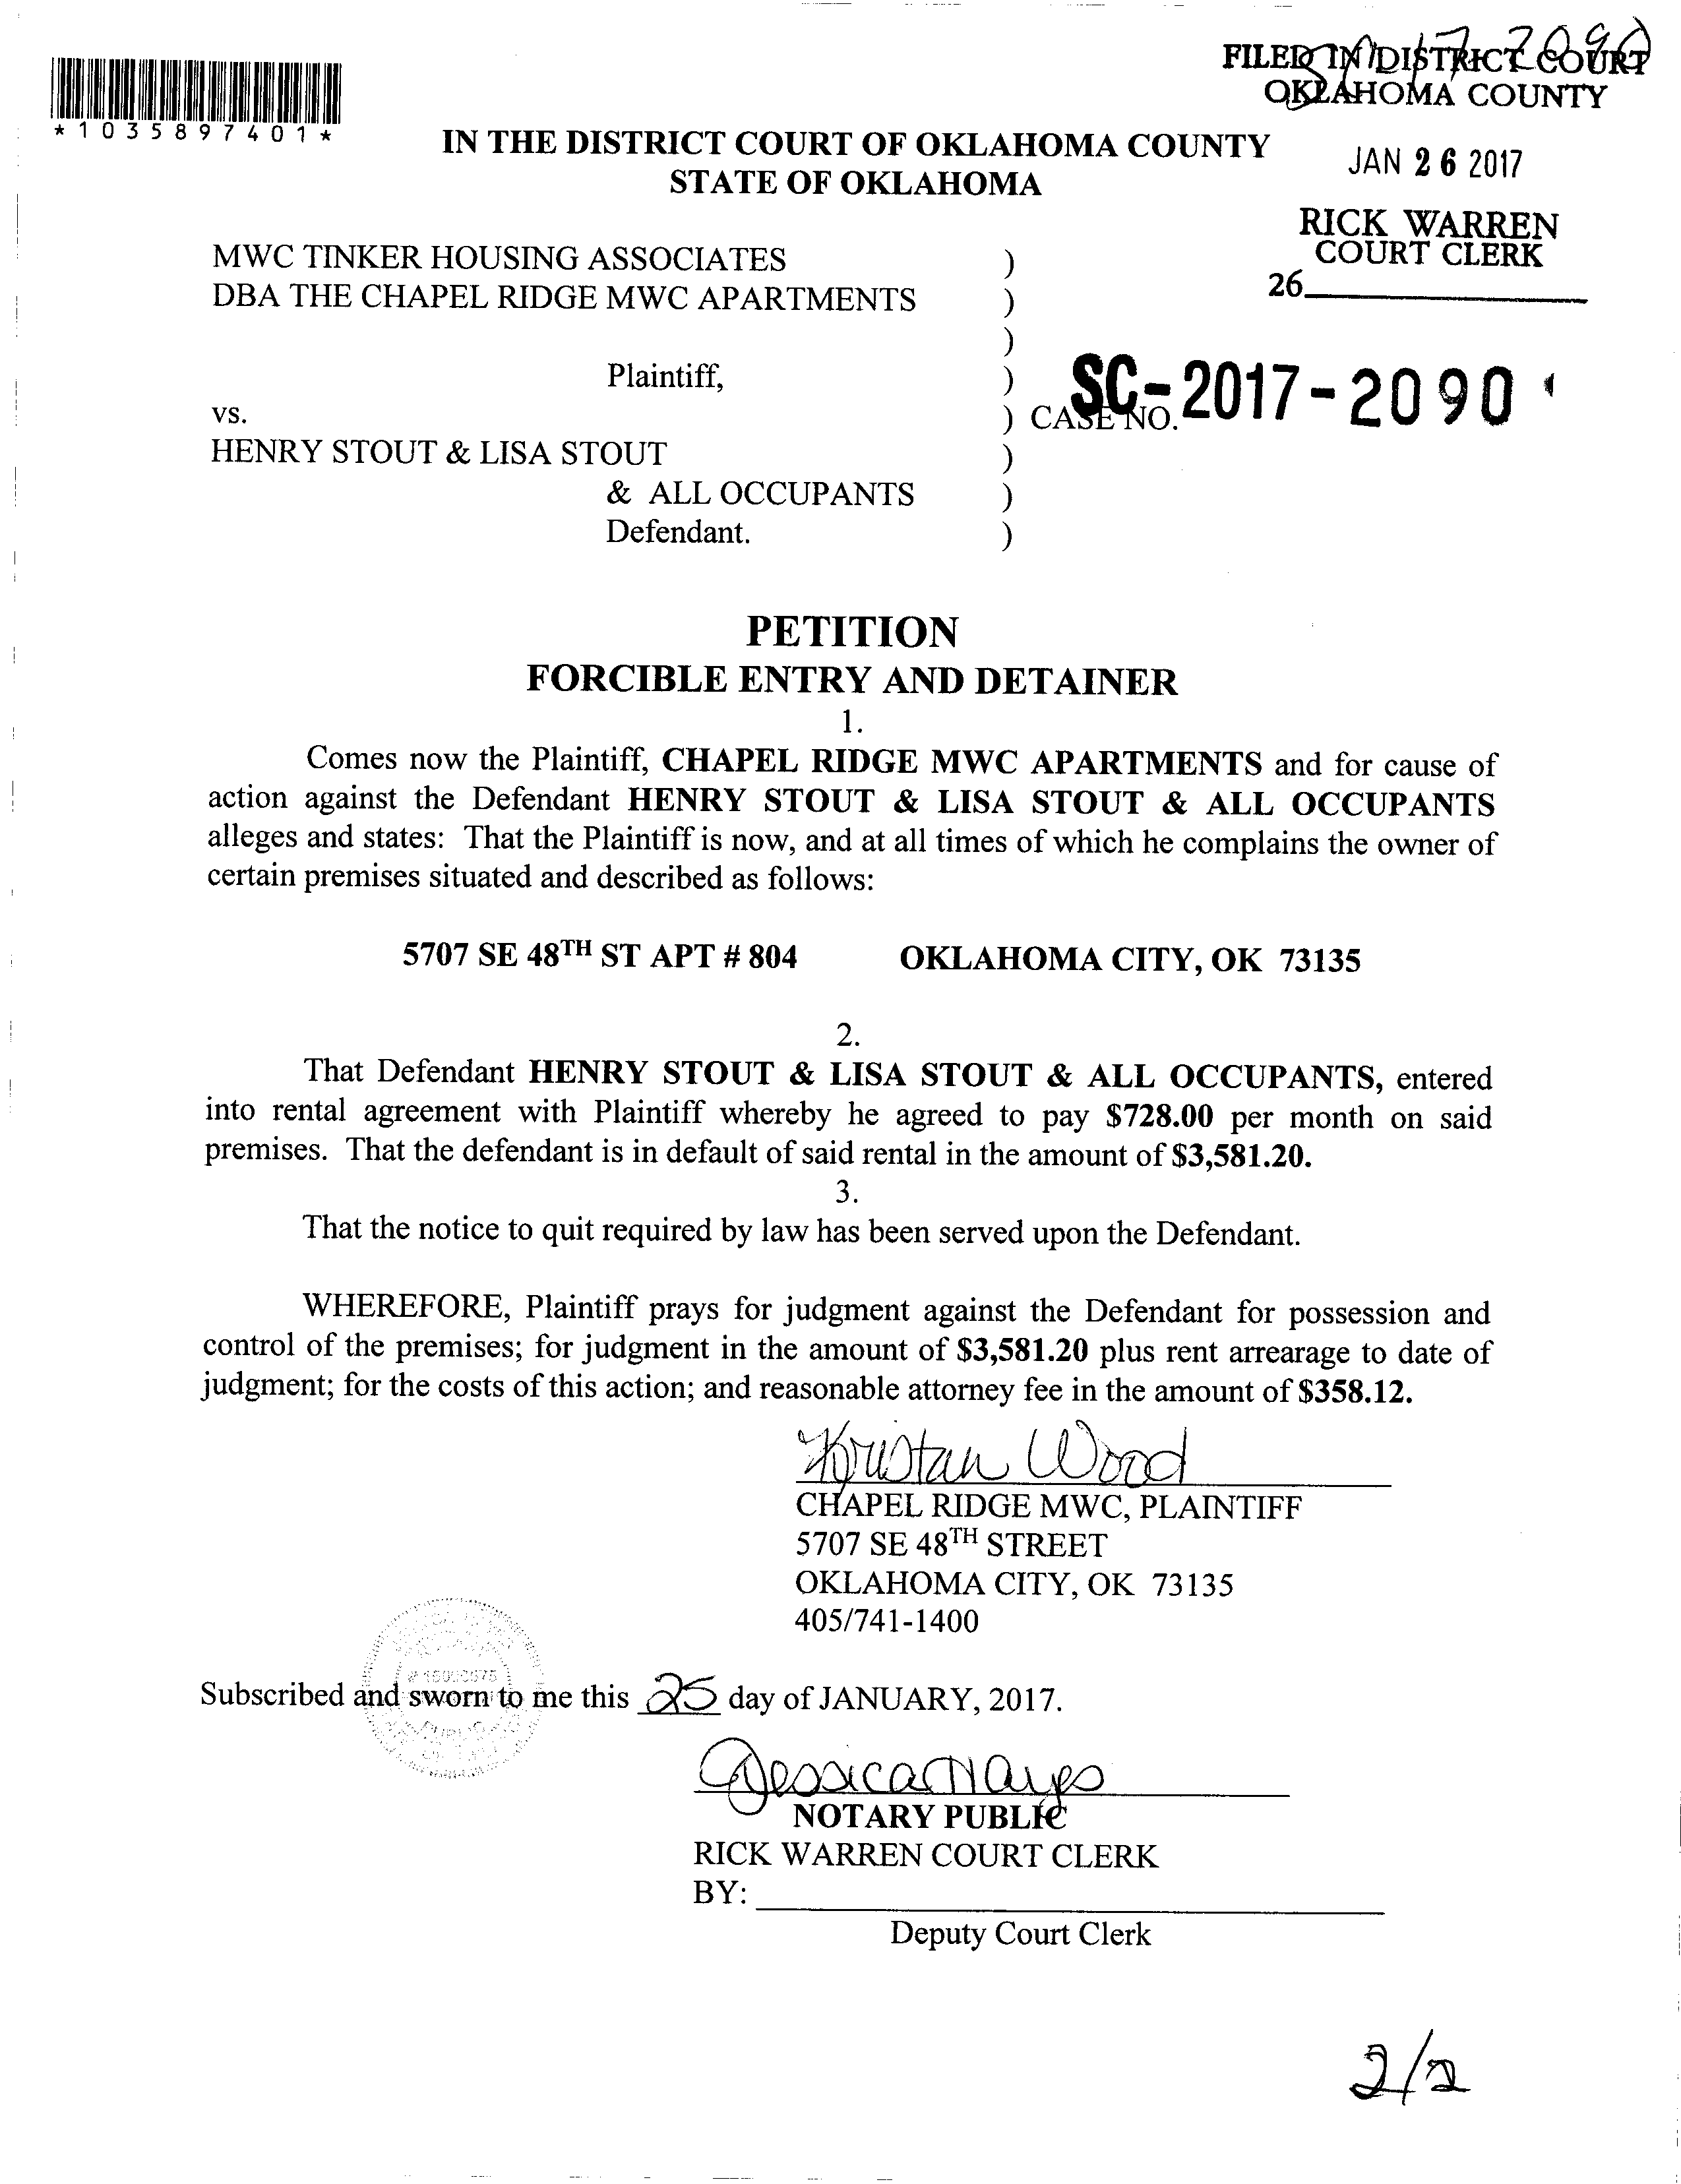 SC 17-2090
FILED IN DISTRICT COURT
OKLAHOMA COUNTY
*1035897401*
IN THE DISTRICT COURT OF OKLAHOMA COUNTY
STATE OF OKLAHOMA
JAN 26 2017
RICK WARREN
COURT CLERK
26
MWC TINKER HOUSING ASSOCIATES )
DBA THE CHAPEL RIDGE MWC APARTMENTS )
)
Plaintiff, )
vs. ) CASE NO. SC-2017-2090
HENRY STOUT & LISA STOUT )
& ALL OCCUPANTS )
Defendant. )
PETITION
FORCIBLE ENTRY AND DETAINER
1.
Comes now the Plaintiff, CHAPEL RIDGE MWC APARTMENTS and for cause of
action against the Defendant HENRY STOUT & LISA STOUT & ALL OCCUPANTS
alleges and states: That the Plaintiff is now, and at all times of which he complains the owner of
certain premises situated and described as follows:
5707 SE 48TH ST APT # 804 OKLAHOMA CITY, OK 73135
2.
That Defendant HENRY STOUT & LISA STOUT & ALL OCCUPANTS, entered
into rental agreement with Plaintiff whereby he agreed to pay $728.00 per month on said
premises. That the defendant is in default of said rental in the amount of $3,581.20.
3.
That the notice to quit required by law has been served upon the Defendant.
WHEREFORE, Plaintiff prays for judgment against the Defendant for possession and
control of the premises; for judgment in the amount of $3,581.20 plus rent arrearage to date of
judgment; for the costs of this action; and reasonable attorney fee in the amount of $358.12.
Kristan Wood
CHAPEL RIDGE MWC, PLAINTIFF
5707 SE 48TH STREET
OKLAHOMA CITY, OK 73135
405/741-1400
Subscribed and sworn to me this 25 day of JANUARY, 2017.
Jessica Hays
NOTARY PUBLIC
RICK WARREN COURT CLERK
BY:
Deputy Court Clerk
2/2